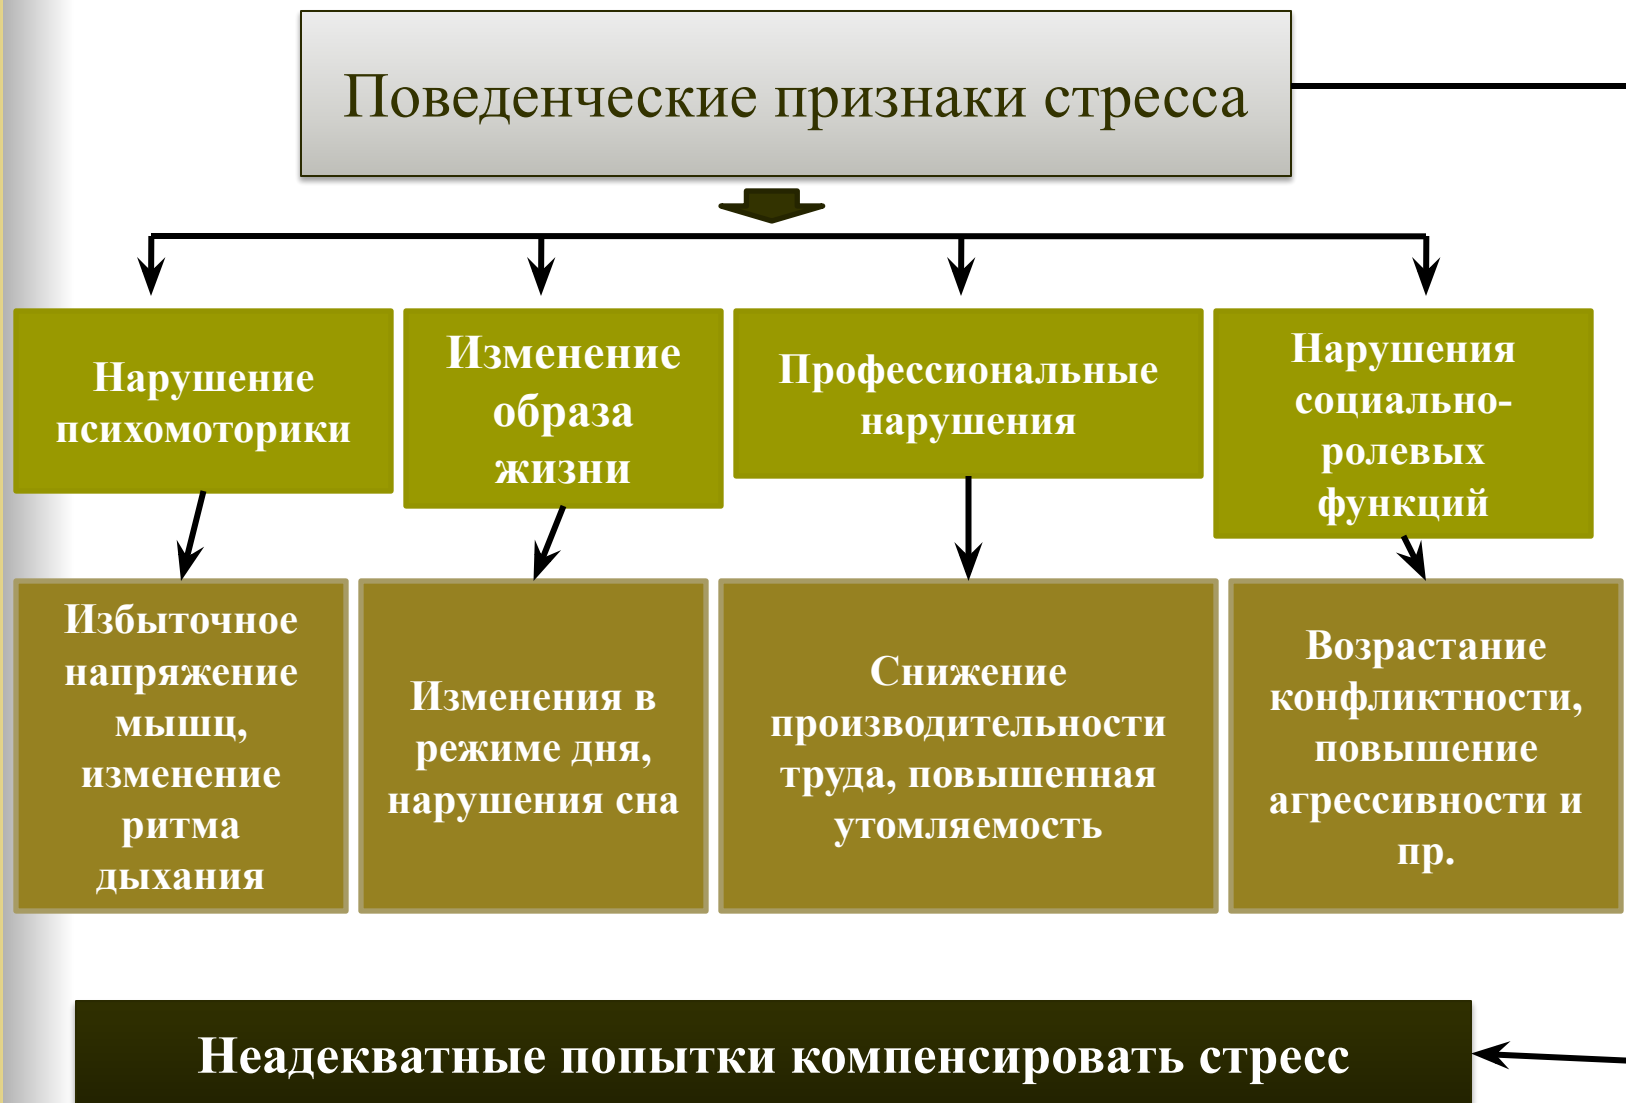 Поведенческие признаки стресса
Нарушение
психомоторики
Изменение
образа
жизни
Профессиональные
нарушения
Нарушения
социально-
ролевых
функций
Избыточное
напряжение
мышц,
изменение
ритма
дыхания
Изменения в
режиме дня,
нарушения сна
Снижение
производительности
труда, повышенная
утомляемость
Возрастание
конфликтности,
повышение
агрессивности и
пр.
Неадекватные попытки компенсировать стресс